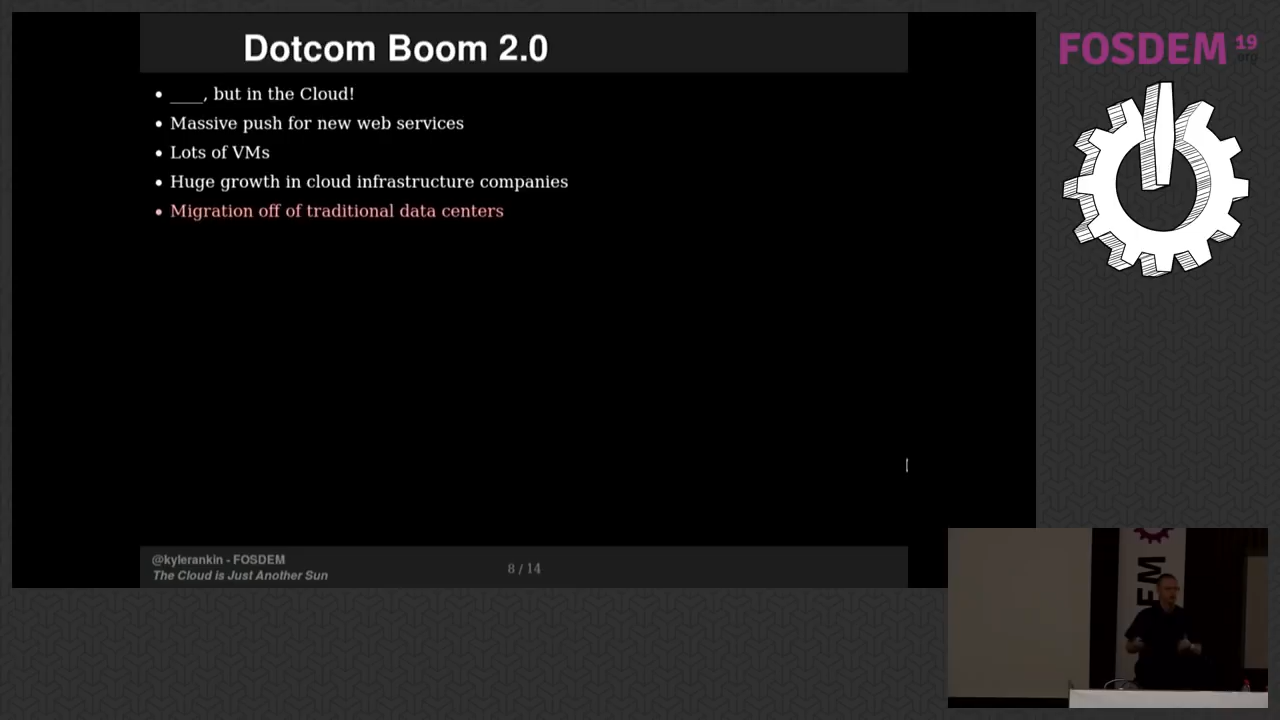 Dotcom Boom 2.0
____, but in the Cloud!
Massive push for new web services
Lots of VMs
Huge growth in cloud infrastructure companies
Migration off of traditional data centers
@kylerankin - FOSDEM
The Cloud is Just Another Sun
8 / 14
FOSDEM 19
.org
EM